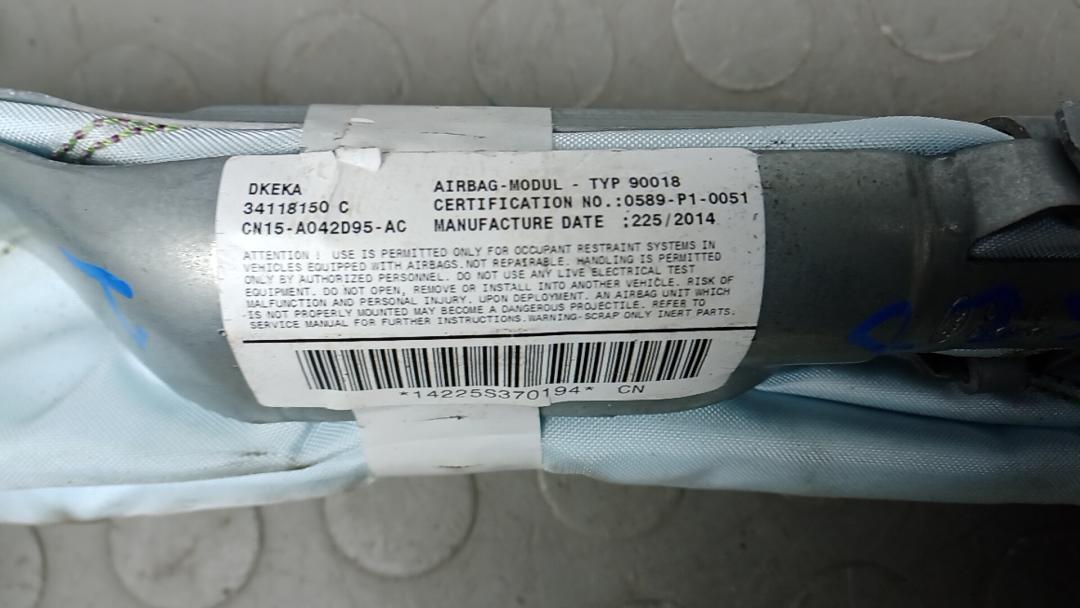 DKEKA
34118150 C
CN15-A042D95-AC
AIRBAG-MODUL - TYP 90018
CERTIFICATION NO.:0589-P1-0051
MANUFACTURE DATE :225/2014
ATTENTION ! USE IS PERMITTED ONLY FOR OCCUPANT RESTRAINT SYSTEMS IN
VEHICLES EQUIPPED WITH AIRBAGS. NOT REPAIRABLE. HANDLING IS PERMITTED
ONLY BY AUTHORIZED PERSONNEL. DO NOT USE ANY LIVE ELECTRICAL TEST
EQUIPMENT. DO NOT OPEN, REMOVE OR INSTALL INTO ANOTHER VEHICLE. RISK OF
MALFUNCTION AND PERSONAL INJURY. UPON DEPLOYMENT. AN AIRBAG UNIT WHICH
IS NOT PROPERLY MOUNTED MAY BECOME A DANGEROUS PROJECTILE. REFER TO
SERVICE MANUAL FOR FURTHER INSTRUCTIONS.WARNING-SCRAP ONLY INERT PARTS.
*14225S370194* CN